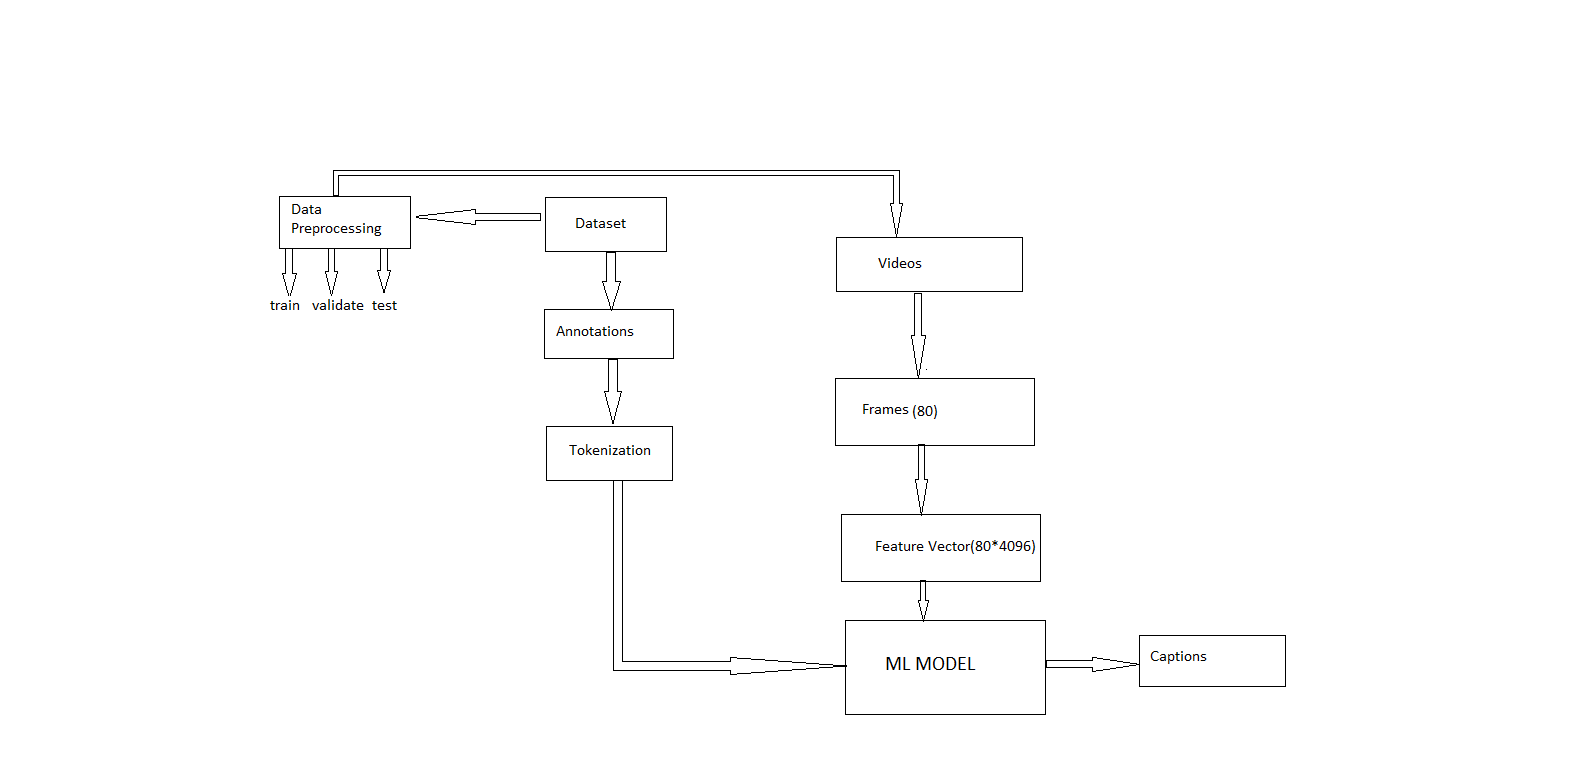 Data
Preprocessing
Dataset
Videos
train validate test
Annotations
Frames (80)
Tokenization
Feature Vector(80*4096)
ML MODEL
Captions